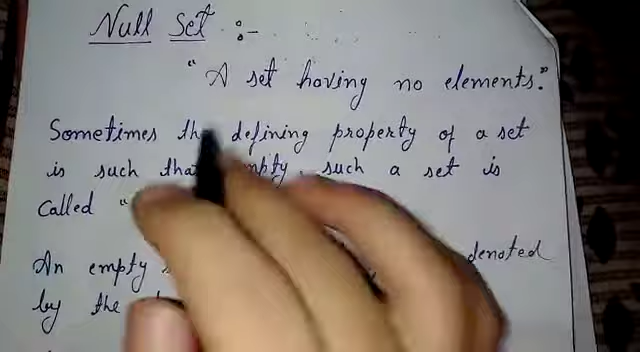 Null Set :-
"A set having no elements."
Sometimes the defining property of a set
is such that empty, such a set is
Called "
An empty denoted
by the